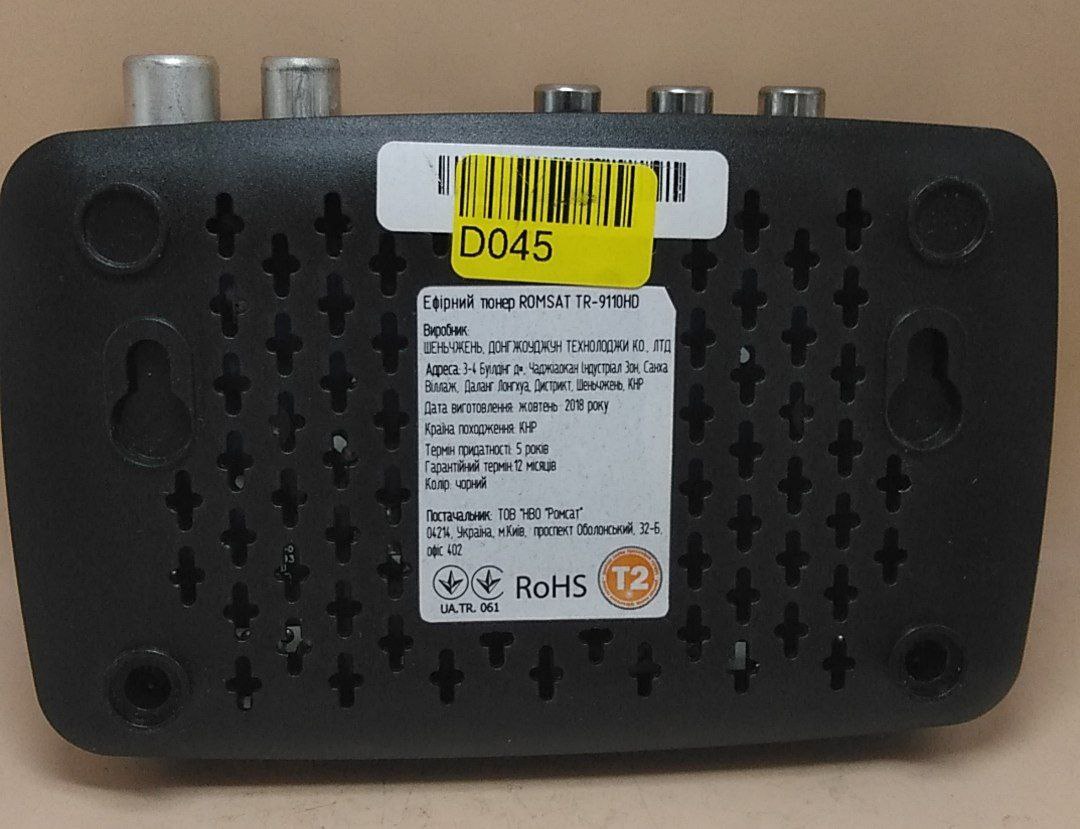 D045
Ефірний тюнер ROMSAT TR-9110HD
Виробник:
ШЕНЬЧЖЕНЬ, ДОНГЖОУДЖУН ТЕХНОЛОДЖИ КО., ЛТД
Адреса: 3-4 Буілдінг Чаджіаокан Індустріал Зон, Санха
Віллаж, Даланг Лонгхуа, Дистрикт, Шеньчжень, КНР
Дата виготовлення: жовтень 2018 року
Країна походження: КНР
Термін придатності: 5 років
Гарантійний термін:12 місяців
Колір: чорний
Постачальник: ТОВ "НВО "Ромсат"
04214, Україна, м.Київ, проспект Оболонський, 32-Б,
офіс 402
RoHS
T2
UA.TR. 061